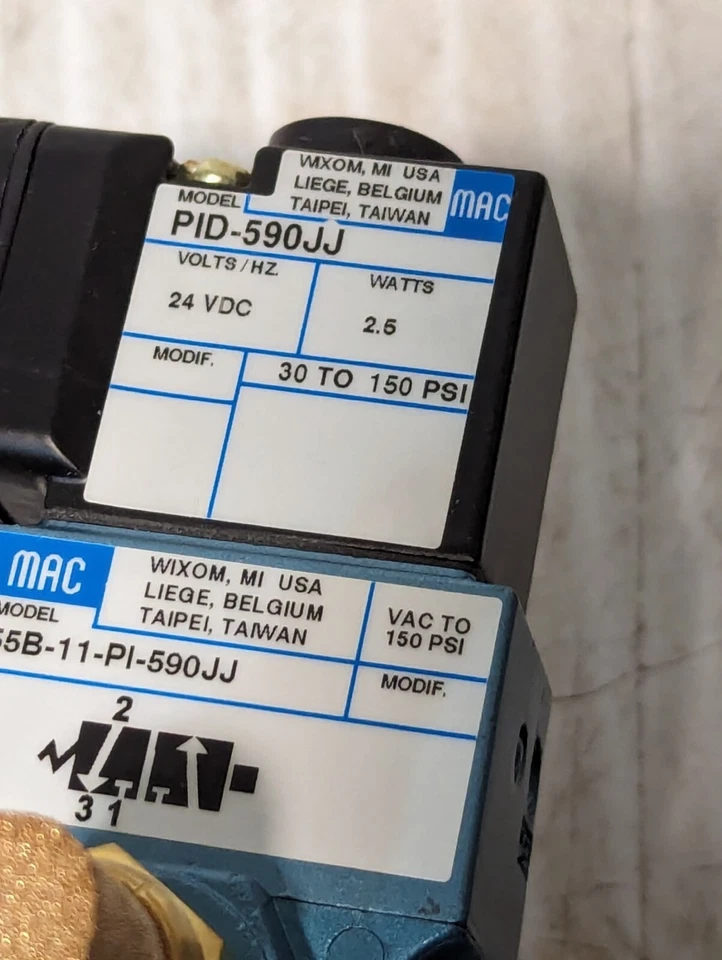 WIXOM, MI USA
LIEGE, BELGIUM
TAIPEI, TAIWAN
MAC
MODEL
PID-590JJ
VOLTS/HZ.
24 VDC
WATTS
2.5
MODIF.
30 TO 150 PSI
MAC
WIXOM, MI USA
LIEGE, BELGIUM
TAIPEI, TAIWAN
VAC TO
150 PSI
MODEL
55B-11-PI-590JJ
MODIF.
2
3 1